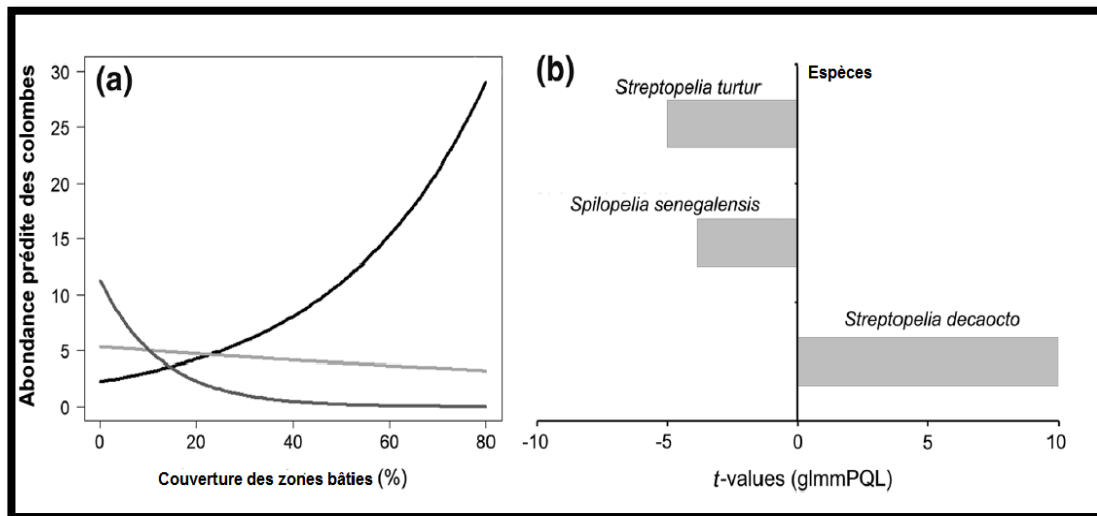 (a)
Abondance prédite des colombes
30
25
20
15
10
5
0
0 20 40 60 80
Couverture des zones bâties (%)
(b)
Espèces
Streptopelia turtur
Spilopelia senegalensis
Streptopelia decaocto
-10 -5 0 5 10
t-values (glmmPQL)